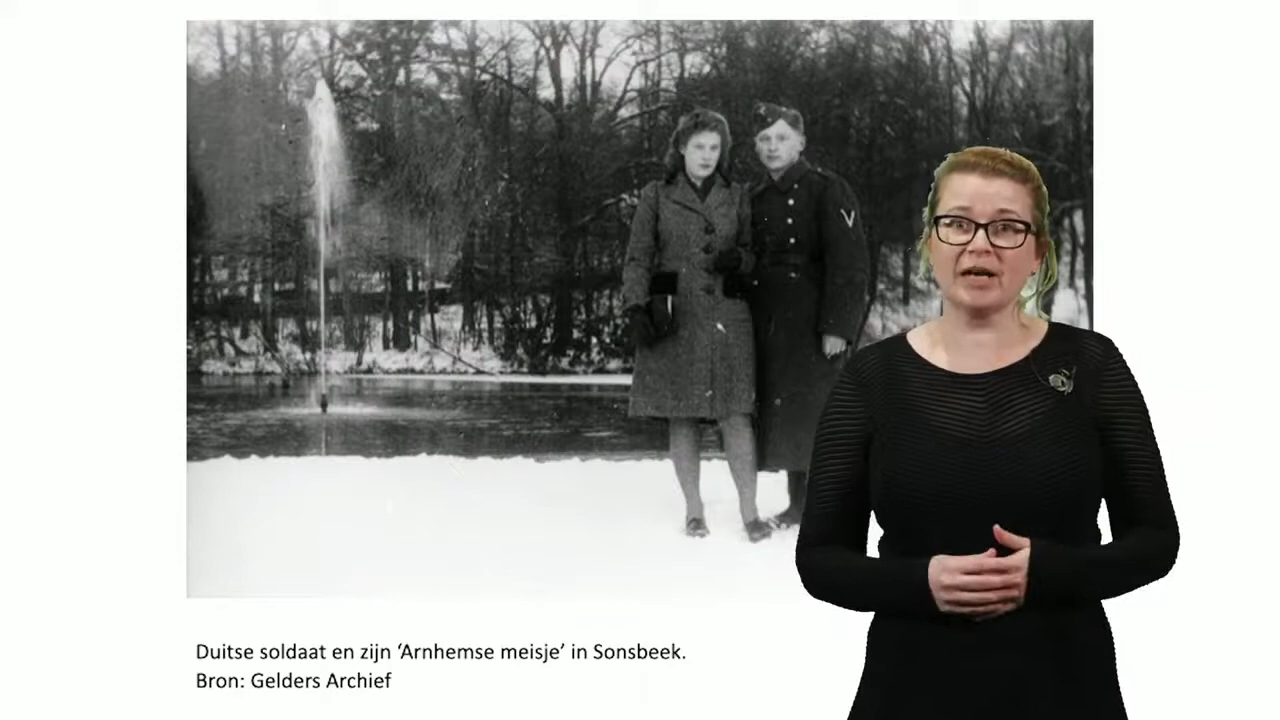 Duitse soldaat en zijn ‘Arnhemse meisje’ in Sonsbeek.
Bron: Gelders Archief